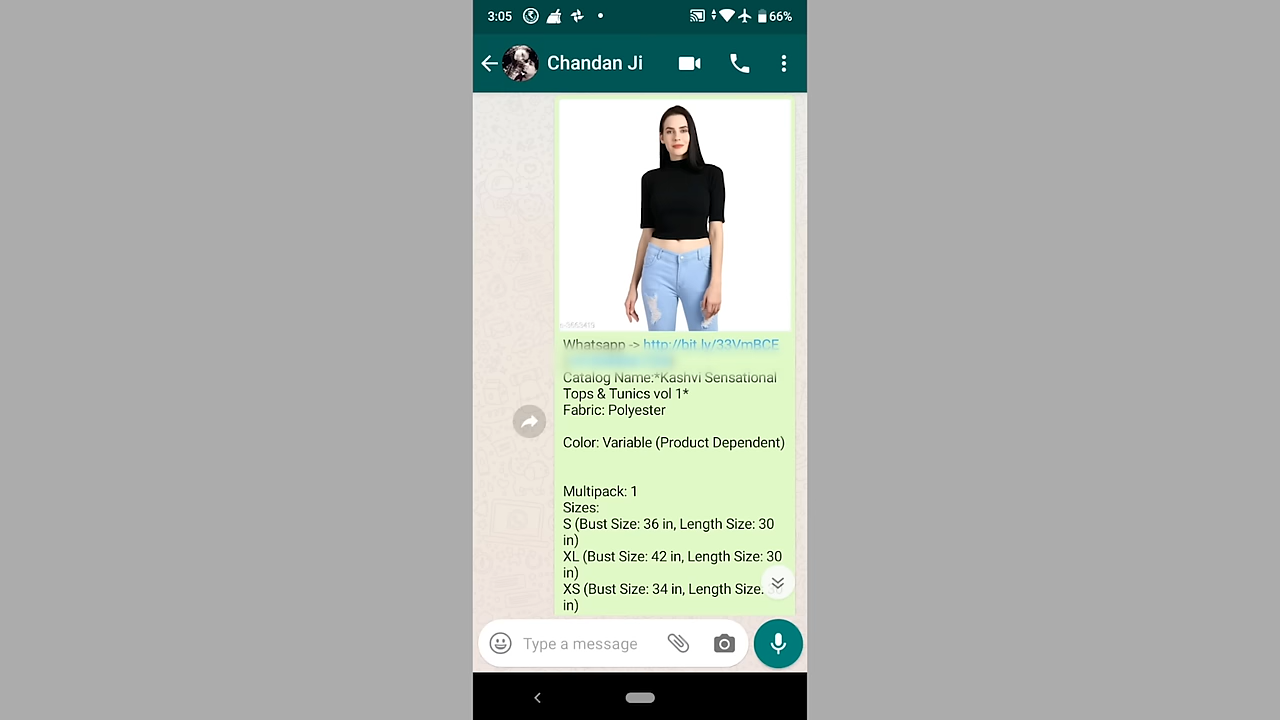 3:05
66%
Chandan Ji
Whatsapp -> http://bit.ly/33VmBCE
Catalog Name:*Kashvi Sensational
Tops & Tunics vol 1*
Fabric: Polyester
Color: Variable (Product Dependent)
Multipack: 1
Sizes:
S (Bust Size: 36 in, Length Size: 30
in)
XL (Bust Size: 42 in, Length Size: 30
in)
XS (Bust Size: 34 in, Length Size:
in)
Type a message